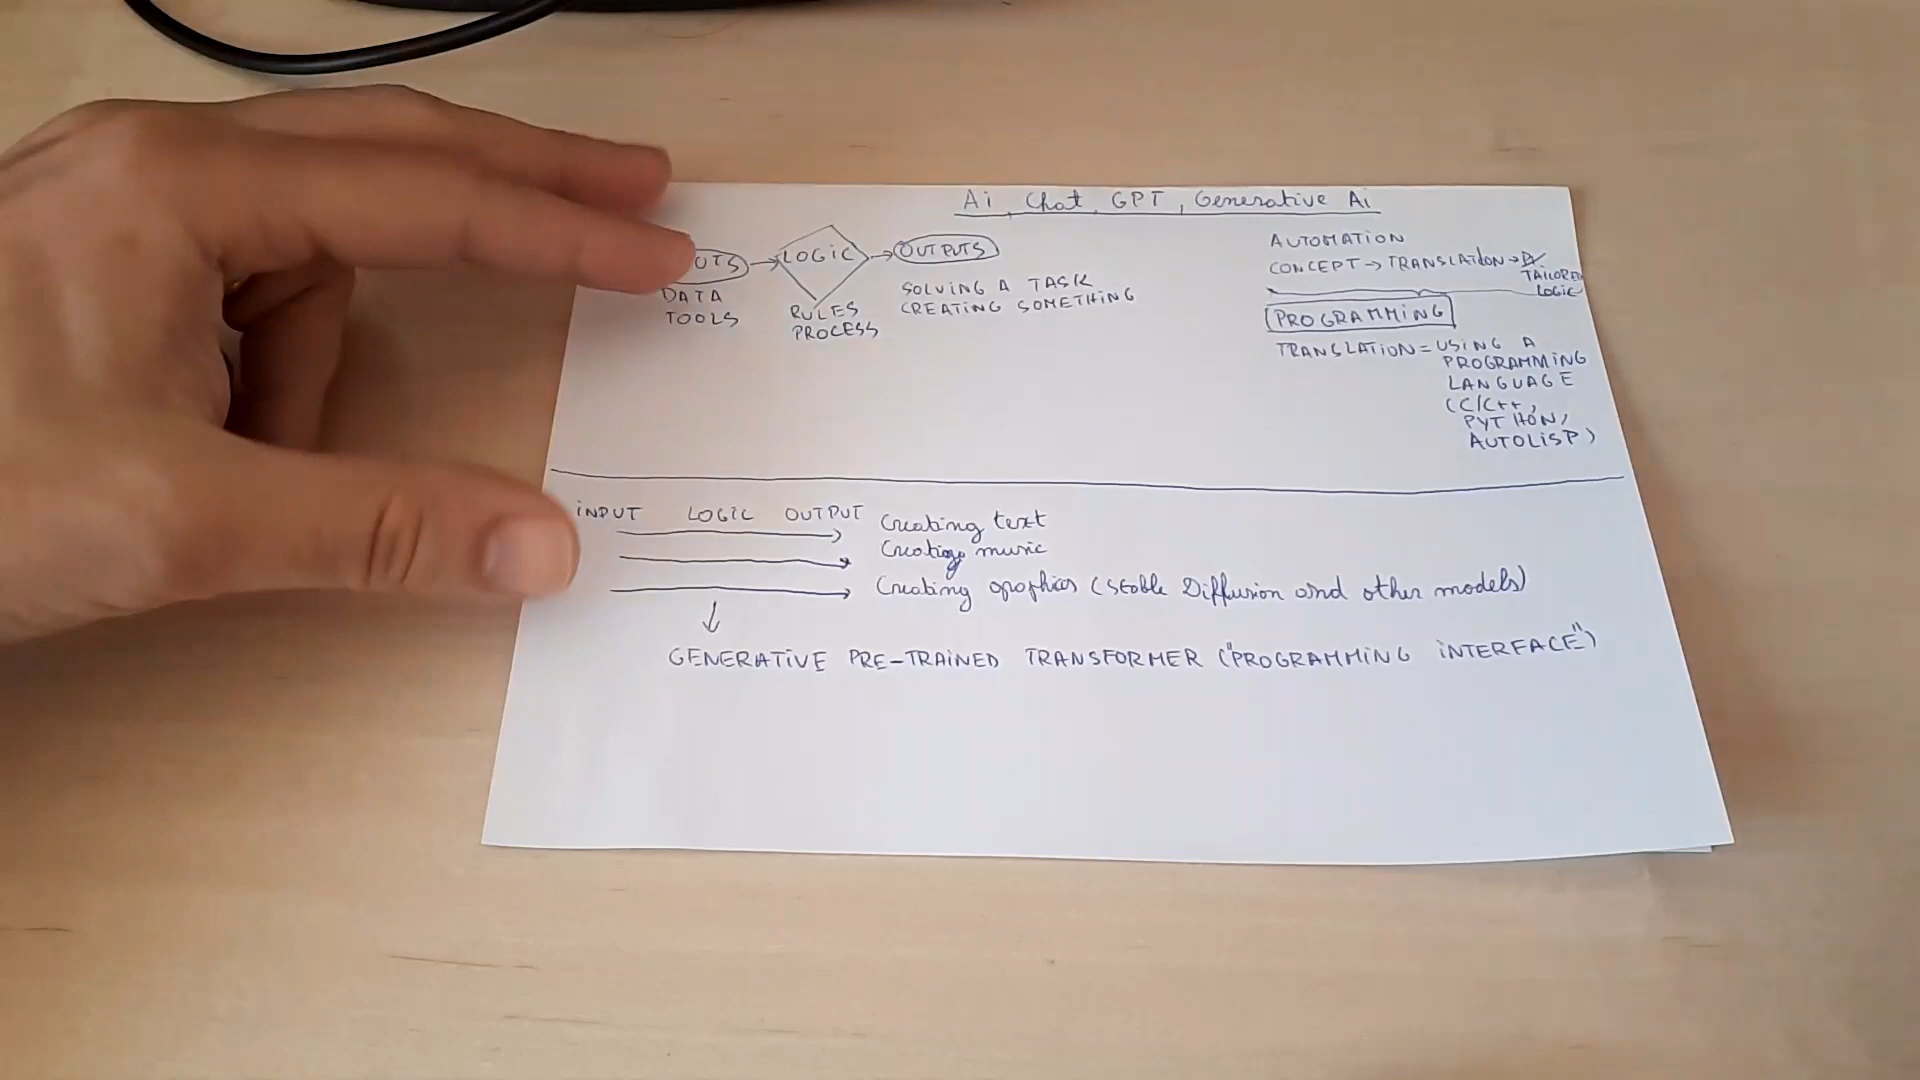 Ai, Chat GPT, Generative Ai
UTS LOGIC OUTPUTS
DATA
TOOLS
RULES
PROCESS
SOLVING A TASK
CREATING SOMETHING
AUTOMATION
CONCEPT → TRANSLATION →
TAILORED
LOGIC
PROGRAMMING
TRANSLATION = USING A
PROGRAMMING
LANGUAGE
(C/C++,
PYTHON,
AUTOLISP)
INPUT LOGIC OUTPUT Creating text
Creating music
Creating graphics (Stable Diffusion and other models)
GENERATIVE PRE-TRAINED TRANSFORMER ("PROGRAMMING INTERFACE")